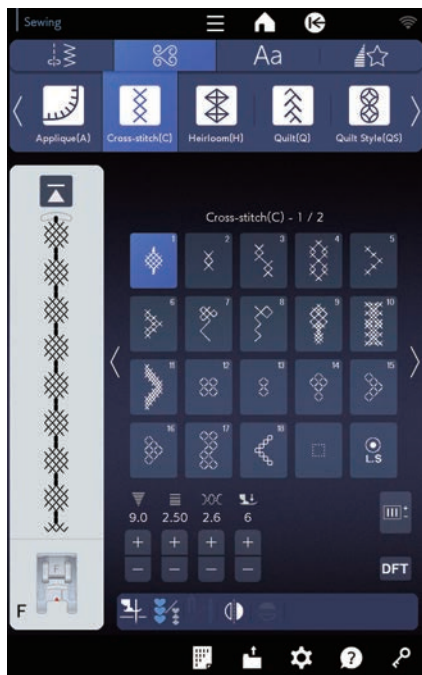 Sewing
Aa
Applique(A) Cross-stitch(C) Heirloom(H) Quilt(Q) Quilt Style(QS)
Cross-stitch(C) - 1 / 2
1 2 3 4 5
6 7 8 9 10
11 12 13 14 15
16 17 18 L.S
9.0 2.50 2.6 6
+ + + +
- - - -
DFT
F F
?